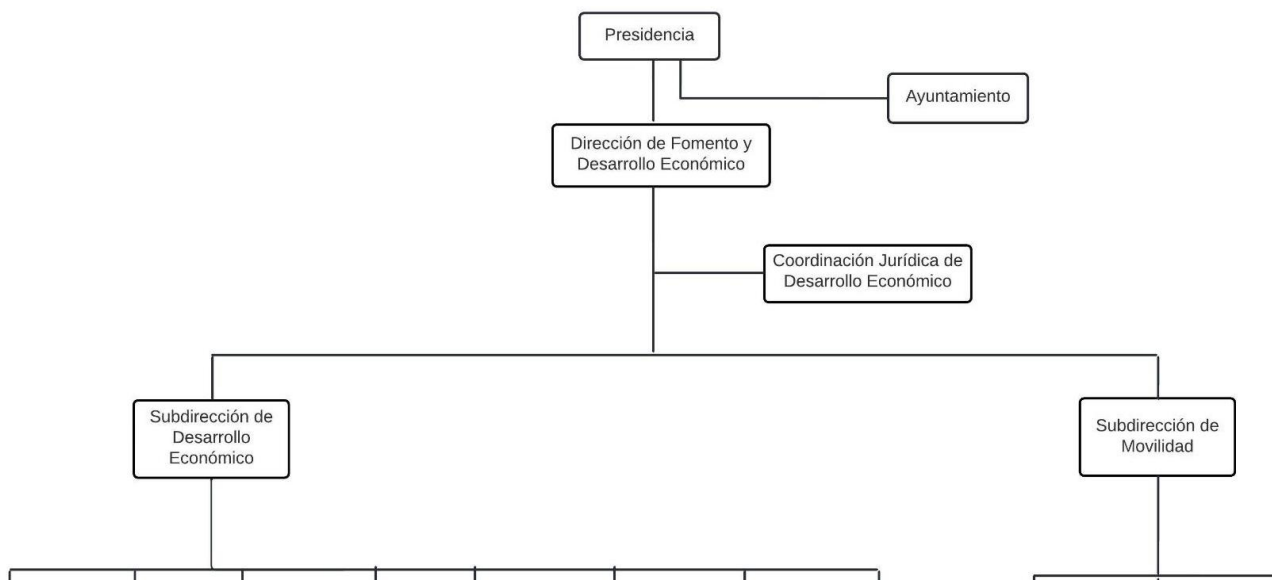 Presidencia
Ayuntamiento
Dirección de Fomento y
Desarrollo Económico
Coordinación Jurídica de
Desarrollo Económico
Subdirección de
Desarrollo
Económico
Subdirección de
Movilidad